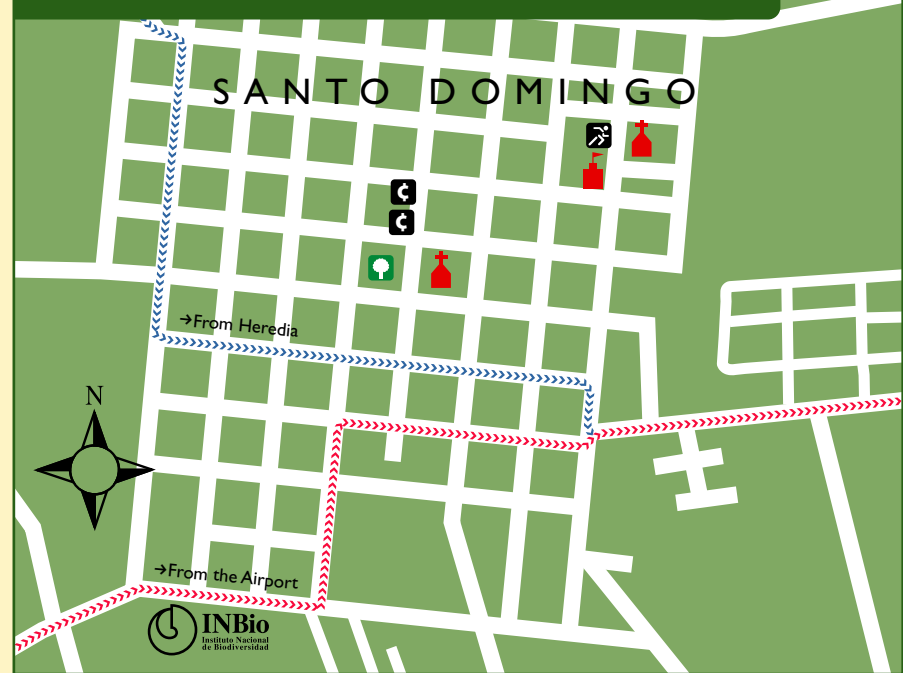 SANTO DOMINGO
¢
¢
→From Heredia
N
→From the Airport
INBio
Instituto Nacional
de Biodiversidad